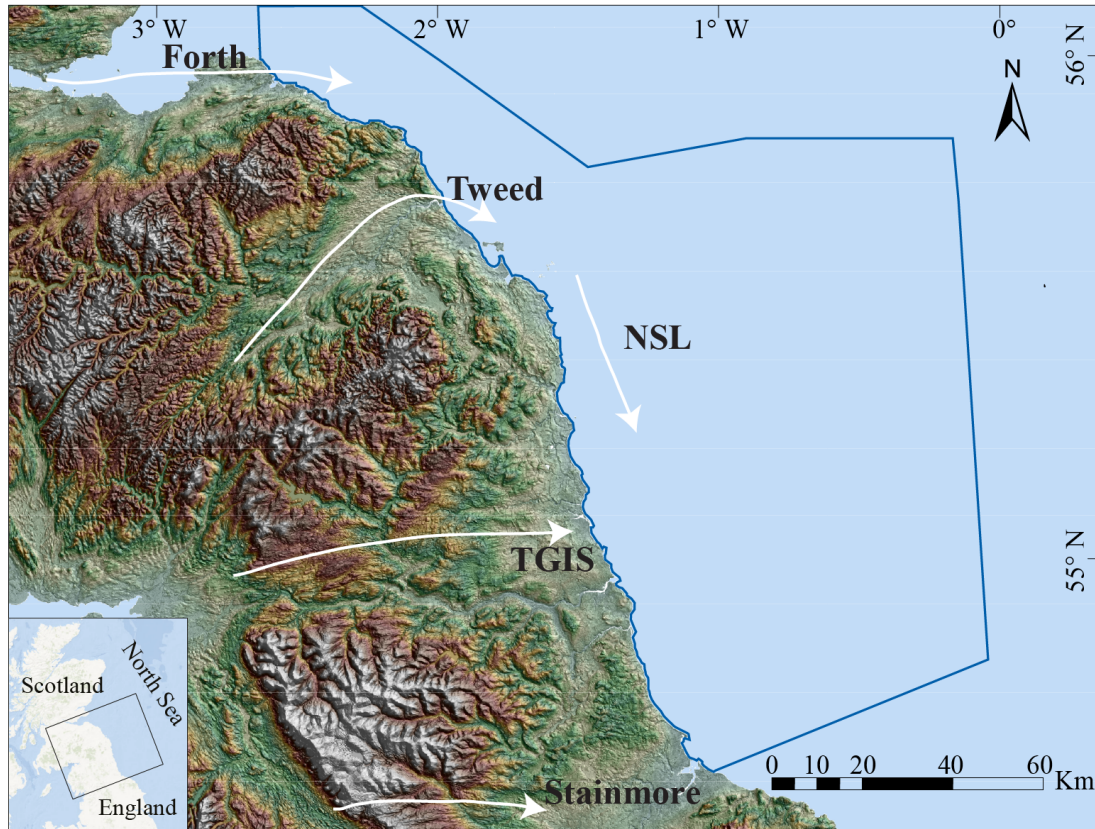 3° W
2° W
1° W
0°
56° N
Forth
N
Tweed
NSL
TGIS
55° N
Scotland
North Sea
England
Stainmore
0 10 20 40 60
Km